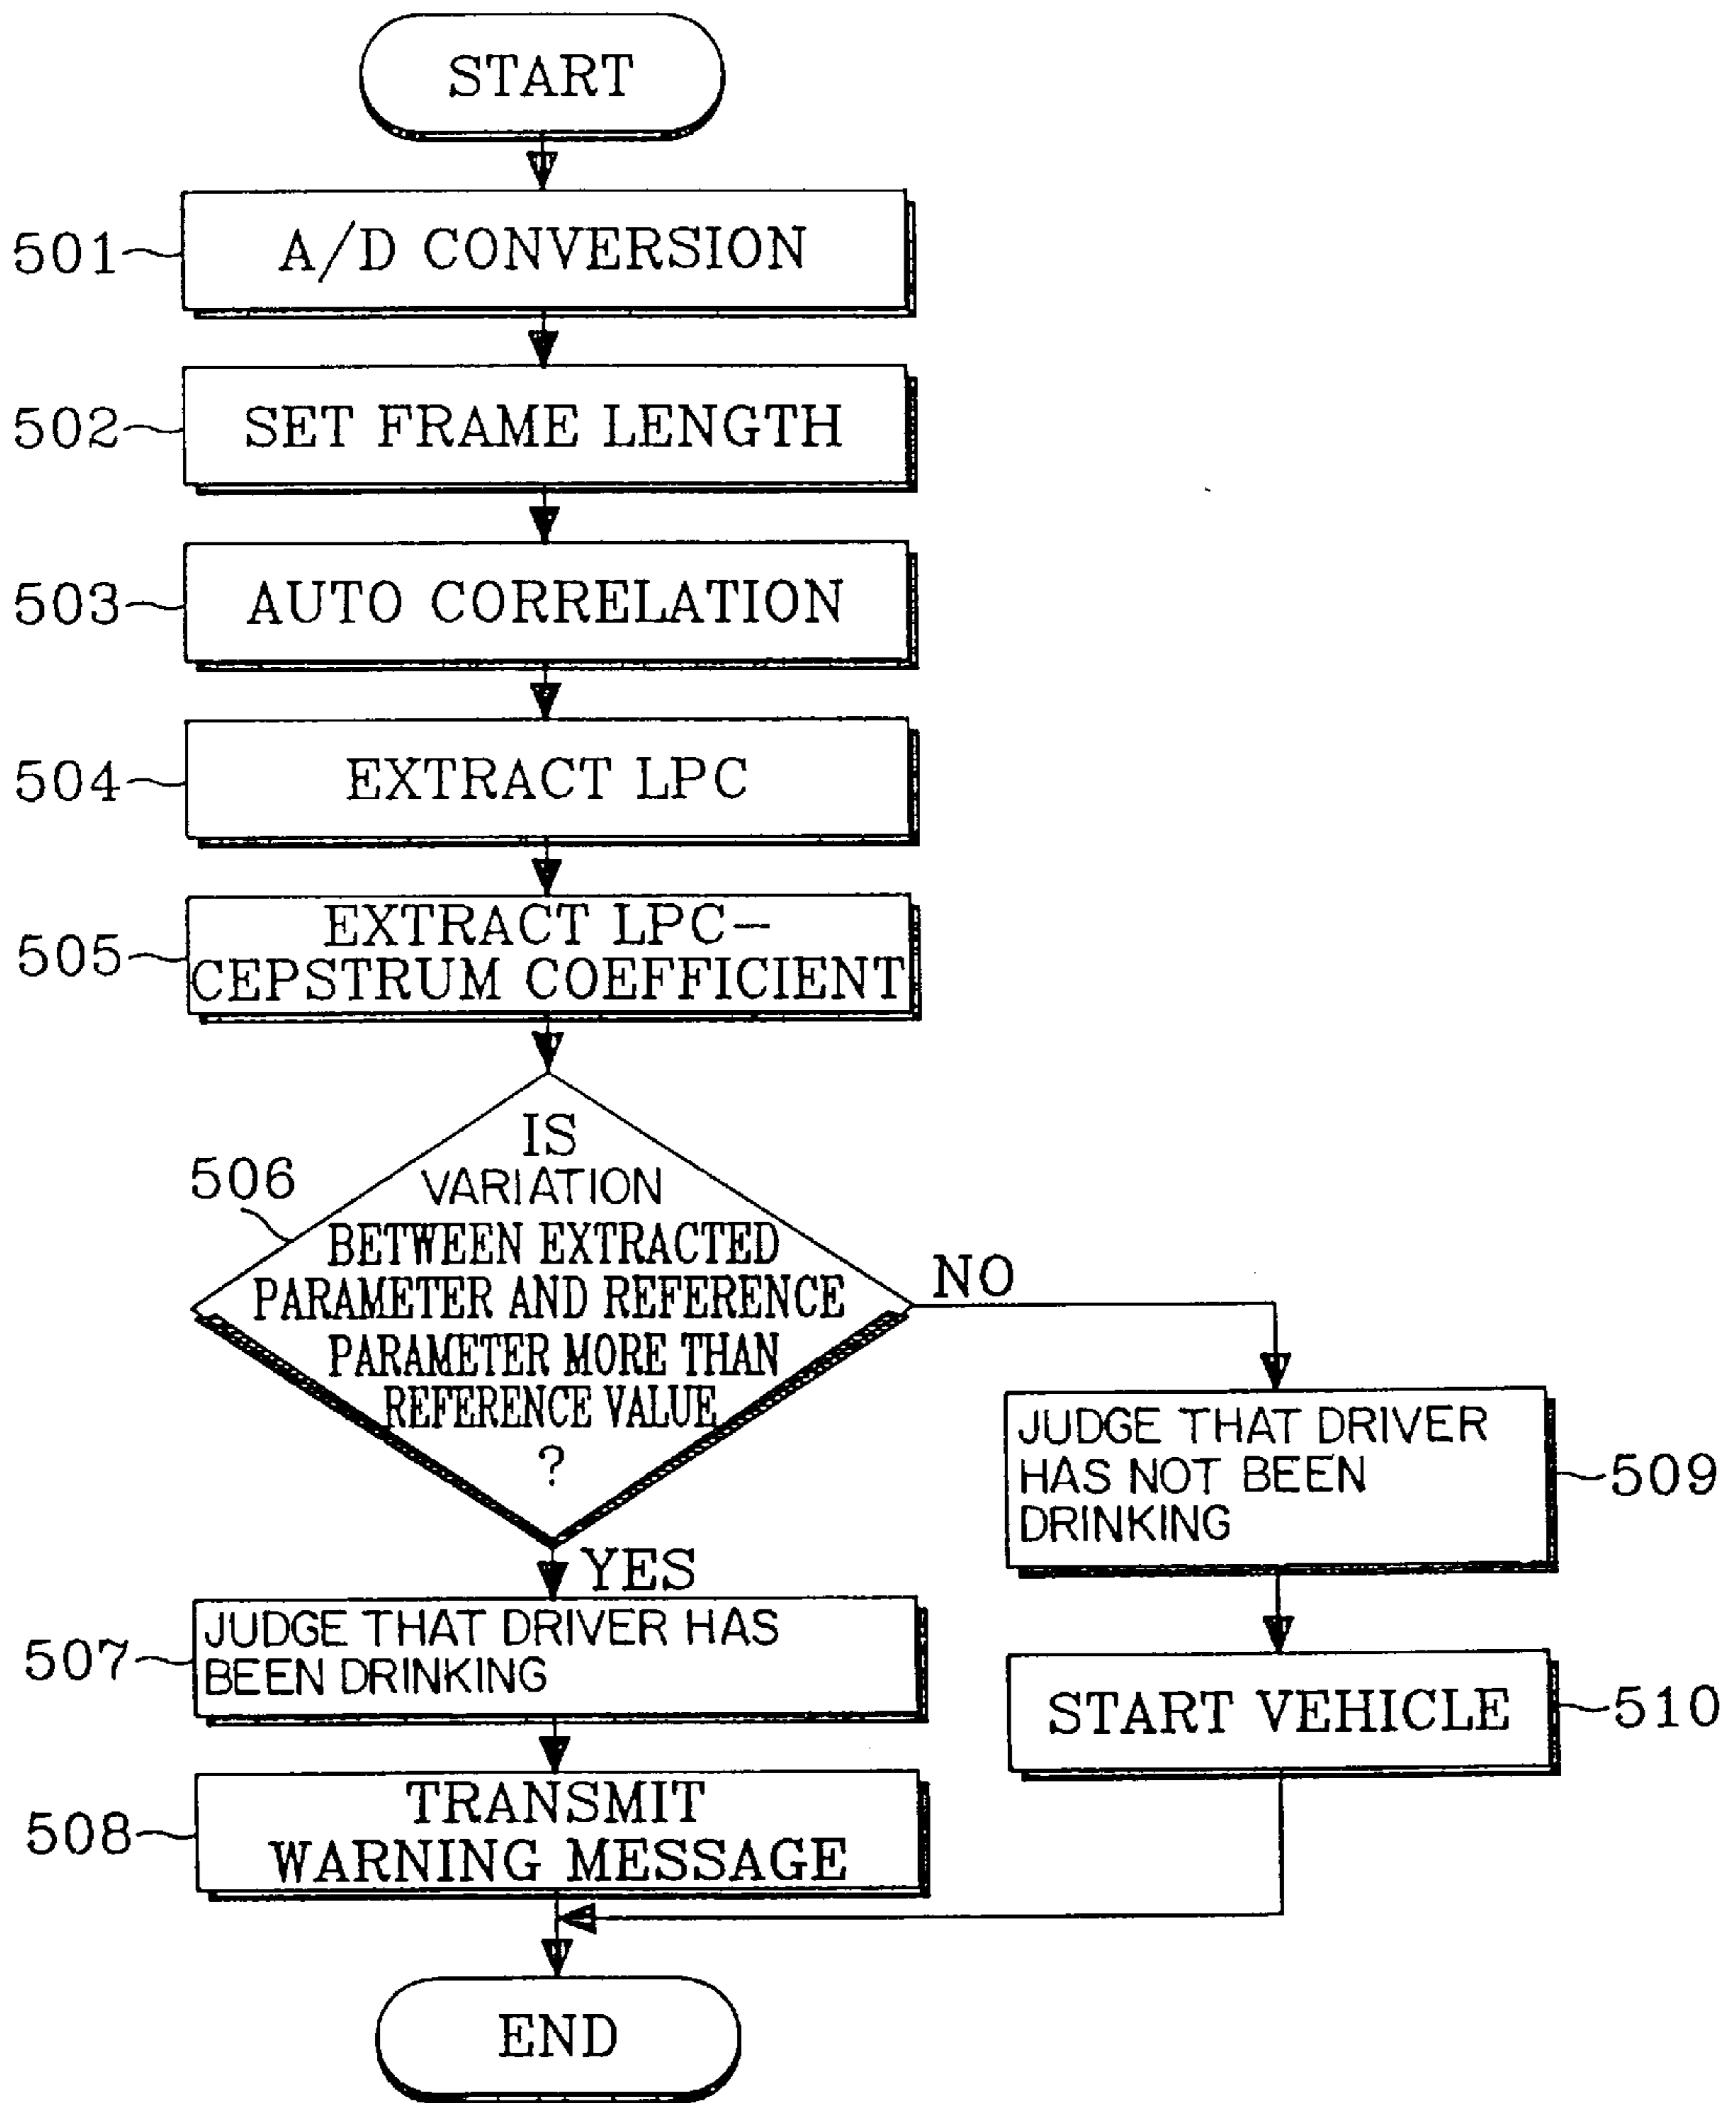 START
501
A/D CONVERSION
502
SET FRAME LENGTH
503
AUTO CORRELATION
504
EXTRACT LPC
505
EXTRACT LPC-
CEPSTRUM COEFFICIENT
506
IS
VARIATION
BETWEEN EXTRACTED
PARAMETER AND REFERENCE
PARAMETER MORE THAN
REFERENCE VALUE
?
NO
JUDGE THAT DRIVER
HAS NOT BEEN
DRINKING
509
YES
507
JUDGE THAT DRIVER HAS
BEEN DRINKING
START VEHICLE
510
508
TRANSMIT
WARNING MESSAGE
END